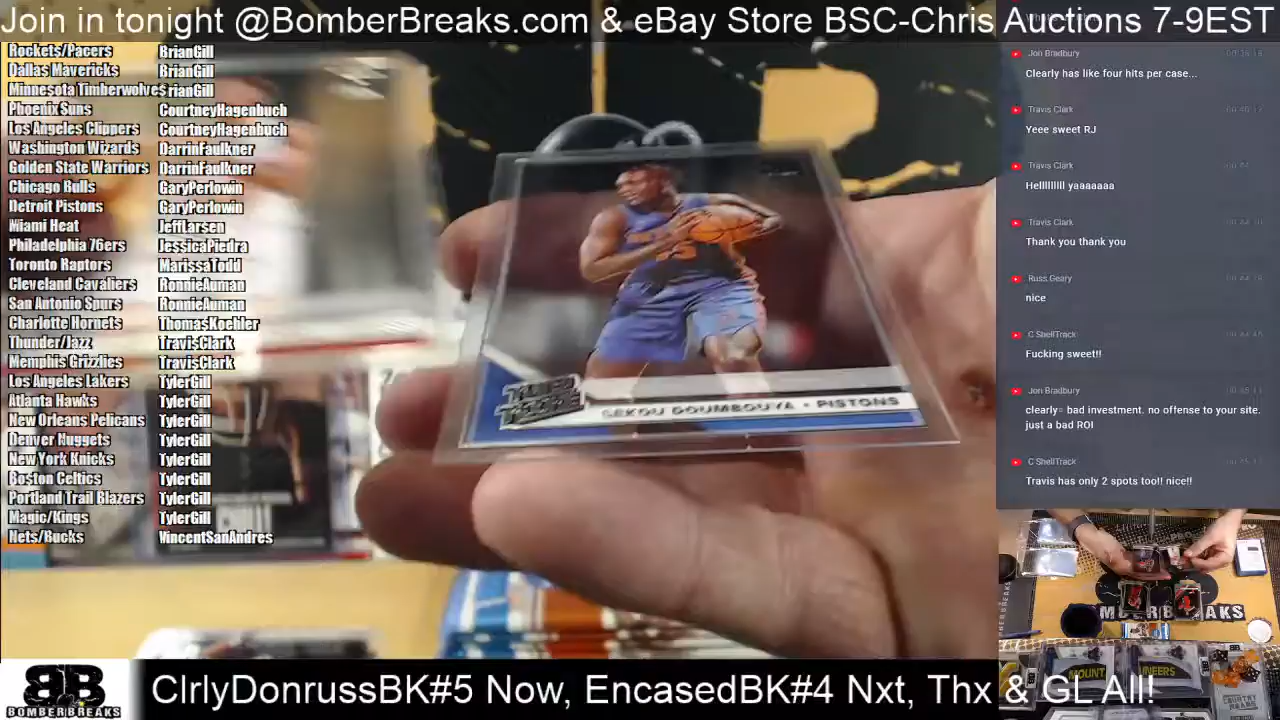 Join in tonight @BomberBreaks.com & eBay Store BSC-Chris Auctions 7-9EST
Rockets/Pacers BrianGill
Dallas Mavericks BrianGill
Minnesota Timberwolves BrianGill
Phoenix Suns CourtneyHagenbuch
Los Angeles Clippers CourtneyHagenbuch
Washington Wizards DarrinFaulkner
Golden State Warriors DarrinFaulkner
Chicago Bulls GaryPerlowin
Detroit Pistons GaryPerlowin
Miami Heat JeffLarsen
Philadelphia 76ers JessicaPiedra
Toronto Raptors MarissaTodd
Cleveland Cavaliers RonnieAuman
San Antonio Spurs RonnieAuman
Charlotte Hornets ThomasKoehler
Thunder/Jazz TravisClark
Memphis Grizzlies TravisClark
Los Angeles Lakers TylerGill
Atlanta Hawks TylerGill
New Orleans Pelicans TylerGill
Denver Nuggets TylerGill
New York Knicks TylerGill
Boston Celtics TylerGill
Portland Trail Blazers TylerGill
Magic/Kings TylerGill
Nets/Bucks VincentSanAndres
RATED
ROOKIE
SEKOU DOUMBOUYA • PISTONS
Jon Bradbury
Clearly has like four hits per case...
Travis Clark
Yeee sweet RJ
Travis Clark
Helllllllll yaaaaaaa
Travis Clark
Thank you thank you
Russ Geary
nice
C ShellTrack
Fucking sweet!!
Jon Bradbury
clearly= bad investment. no offense to your site.
just a bad ROI
C ShellTrack
Travis has only 2 spots too!! nice!!
BOMBERBREAKS
MOUNT
BB
BOMBERBREAKS
ClrlyDonrussBK#5 Now, EncasedBK#4 Nxt, Thx & GL All!